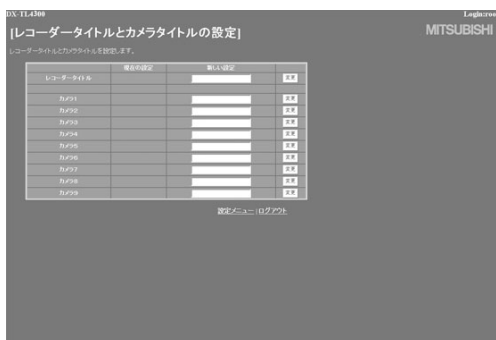 DX-TL4300 Login:roo
[レコーダータイトルとカメラタイトルの設定] MITSUBISHI
レコーダータイトルとカメラタイトルを設定します。
現在の設定 新しい設定
レコーダータイトル 変更
カメラ1 変更
カメラ2 変更
カメラ3 変更
カメラ4 変更
カメラ5 変更
カメラ6 変更
カメラ7 変更
カメラ8 変更
カメラ9 変更
設定メニュー | ログアウト